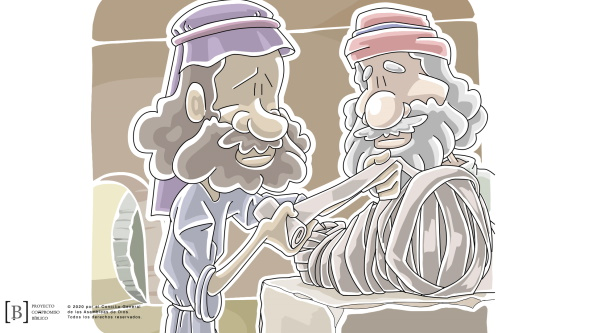 [B]
PROYECTO
COMPROMISO
BÍBLICO
© 2020 por el Concilio General
de las Asambleas de Dios.
Todos los derechos reservados.